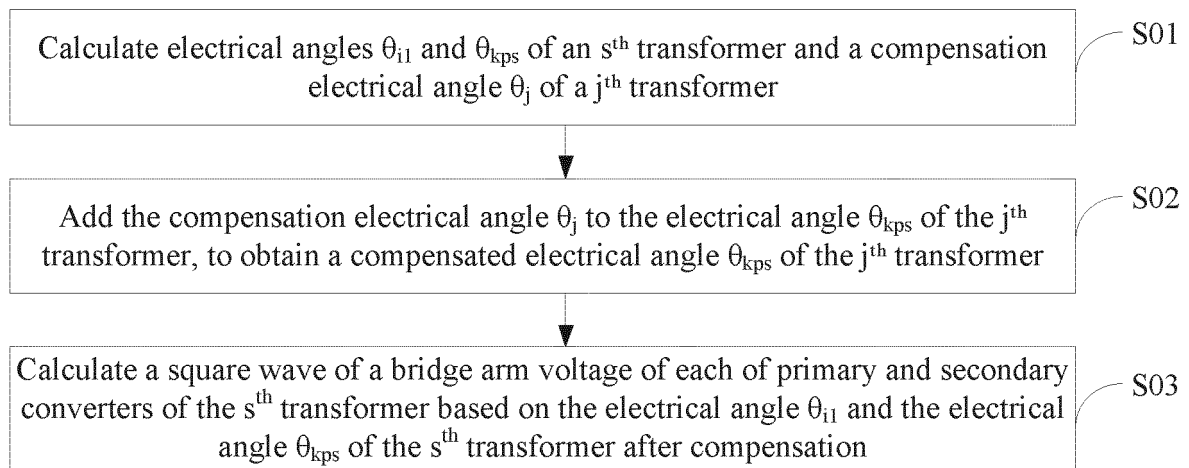 Calculate electrical angles θi1 and θkps of an sth transformer and a compensation
electrical angle θj of a jth transformer
S01
Add the compensation electrical angle θj to the electrical angle θkps of the jth
transformer, to obtain a compensated electrical angle θkps of the jth transformer
S02
Calculate a square wave of a bridge arm voltage of each of primary and secondary
converters of the sth transformer based on the electrical angle θi1 and the electrical
angle θkps of the sth transformer after compensation
S03